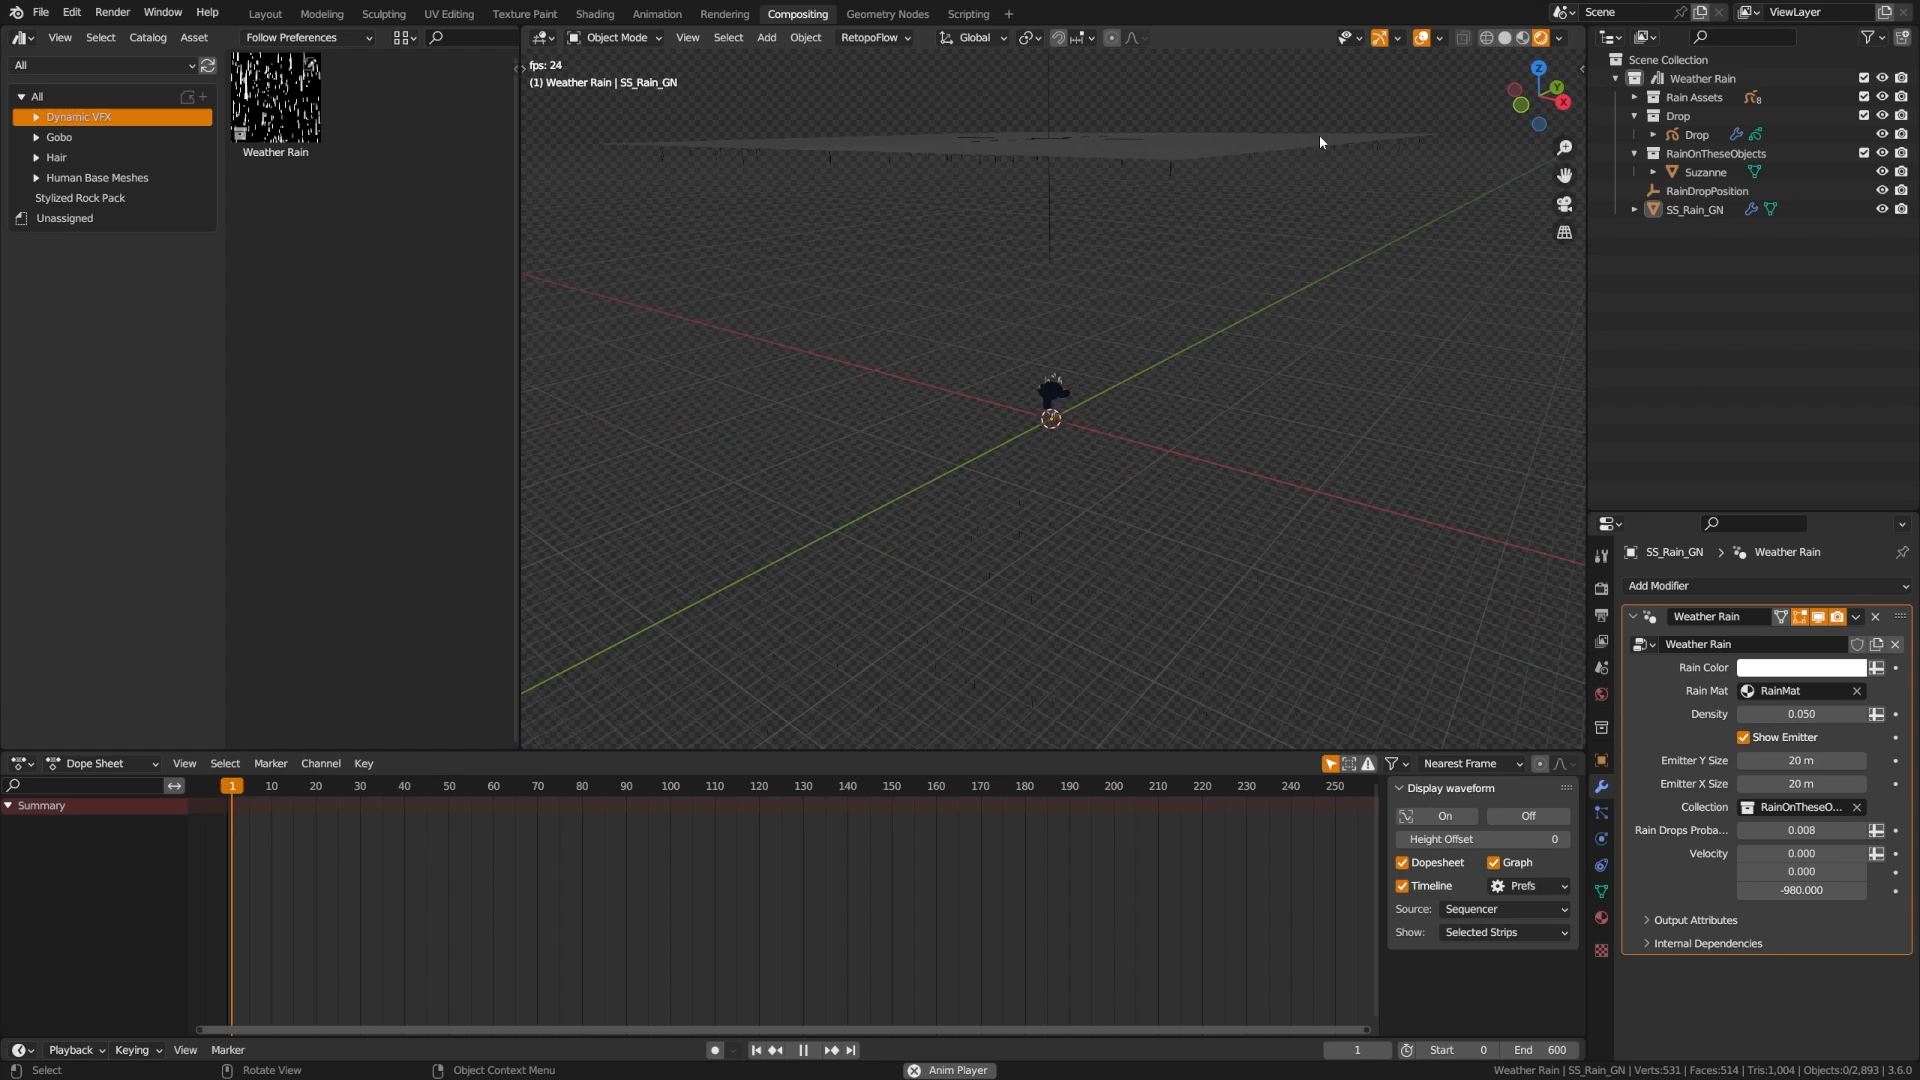 File Edit Render Window Help
Layout Modeling Sculpting UV Editing Texture Paint Shading Animation Rendering Compositing Geometry Nodes Scripting +
Scene
ViewLayer
View Select Catalog Asset
Follow Preferences
Object Mode View Select Add Object RetopoFlow
Global
All
All
Dynamic VFX
Gobo
Hair
Human Base Meshes
Stylized Rock Pack
Unassigned
Weather Rain
fps: 24
(1) Weather Rain | SS_Rain_GN
Z
Y
X
Scene Collection
Weather Rain
Rain Assets 8
Drop
Drop
RainOnTheseObjects
Suzanne
RainDropPosition
SS_Rain_GN
SS_Rain_GN > Weather Rain
Add Modifier
Weather Rain
Weather Rain
Rain Color
Rain Mat RainMat
Density 0.050
Show Emitter
Emitter Y Size 20 m
Emitter X Size 20 m
Collection RainOnTheseO...
Rain Drops Proba... 0.008
Velocity 0.000
0.000
-980.000
Output Attributes
Internal Dependencies
Dope Sheet View Select Marker Channel Key
Nearest Frame
1 10 20 30 40 50 60 70 80 90 100 110 120 130 140 150 160 170 180 190 200 210 220 230 240 250
Summary
Display waveform
On Off
Height Offset 0
Dopesheet Graph
Timeline Prefs
Source: Sequencer
Show: Selected Strips
Playback Keying View Marker
1 Start 0 End 600
Select Rotate View Object Context Menu
Anim Player
Weather Rain | SS_Rain_GN | Verts:531 | Faces:514 | Tris:1,004 | Objects:0/2,893 | 3.6.0